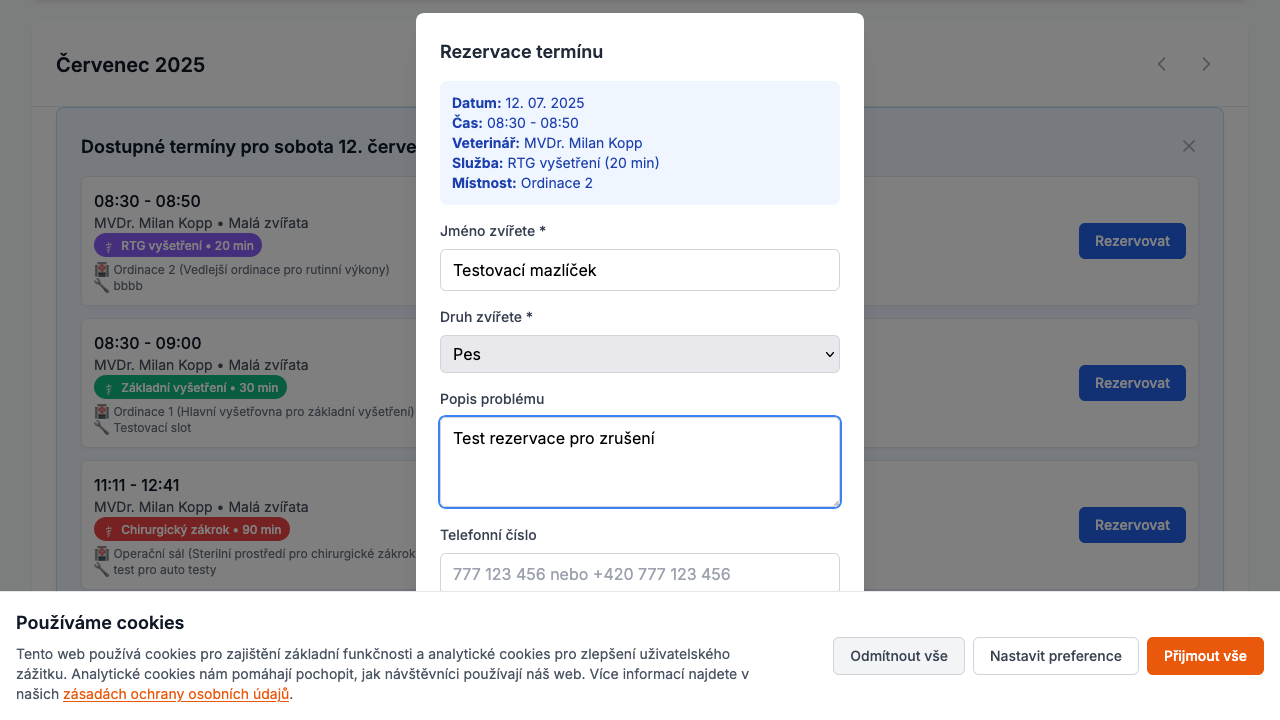 Červenec 2025
Dostupné termíny pro sobota 12. červe
08:30 - 08:50
MVDr. Milan Kopp • Malá zvířata
RTG vyšetření • 20 min
Ordinace 2 (Vedlejší ordinace pro rutinní výkony)
bbbb
Rezervovat
08:30 - 09:00
MVDr. Milan Kopp • Malá zvířata
Základní vyšetření • 30 min
Ordinace 1 (Hlavní vyšetřovna pro základní vyšetření)
Testovací slot
Rezervovat
11:11 - 12:41
MVDr. Milan Kopp • Malá zvířata
Chirurgický zákrok • 90 min
Operační sál (Sterilní prostředí pro chirurgické zákrok
test pro auto testy
Rezervovat
Rezervace termínu
Datum: 12. 07. 2025
Čas: 08:30 - 08:50
Veterinář: MVDr. Milan Kopp
Služba: RTG vyšetření (20 min)
Místnost: Ordinace 2
Jméno zvířete *
Testovací mazlíček
Druh zvířete *
Pes
Popis problému
Test rezervace pro zrušení
Telefonní číslo
777 123 456 nebo +420 777 123 456
Používáme cookies
Tento web používá cookies pro zajištění základní funkčnosti a analytické cookies pro zlepšení uživatelského
zážitku. Analytické cookies nám pomáhají pochopit, jak návštěvníci používají náš web. Více informací najdete v
našich zásadách ochrany osobních údajů.
Odmítnout vše
Nastavit preference
Přijmout vše